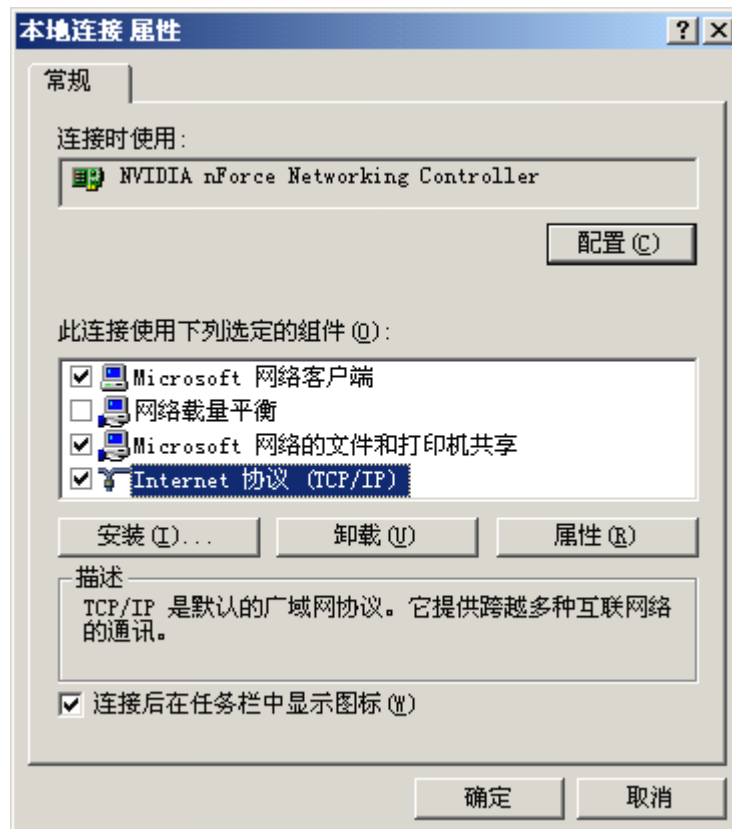 本地连接 属性
常规
连接时使用:
NVIDIA nForce Networking Controller
配置(C)
此连接使用下列选定的组件(O):
Microsoft 网络客户端
网络载量平衡
Microsoft 网络的文件和打印机共享
Internet 协议 (TCP/IP)
安装(I)... 卸载(U) 属性(R)
描述
TCP/IP 是默认的广域网协议。它提供跨越多种互联网络
的通讯。
连接后在任务栏中显示图标(W)
确定 取消